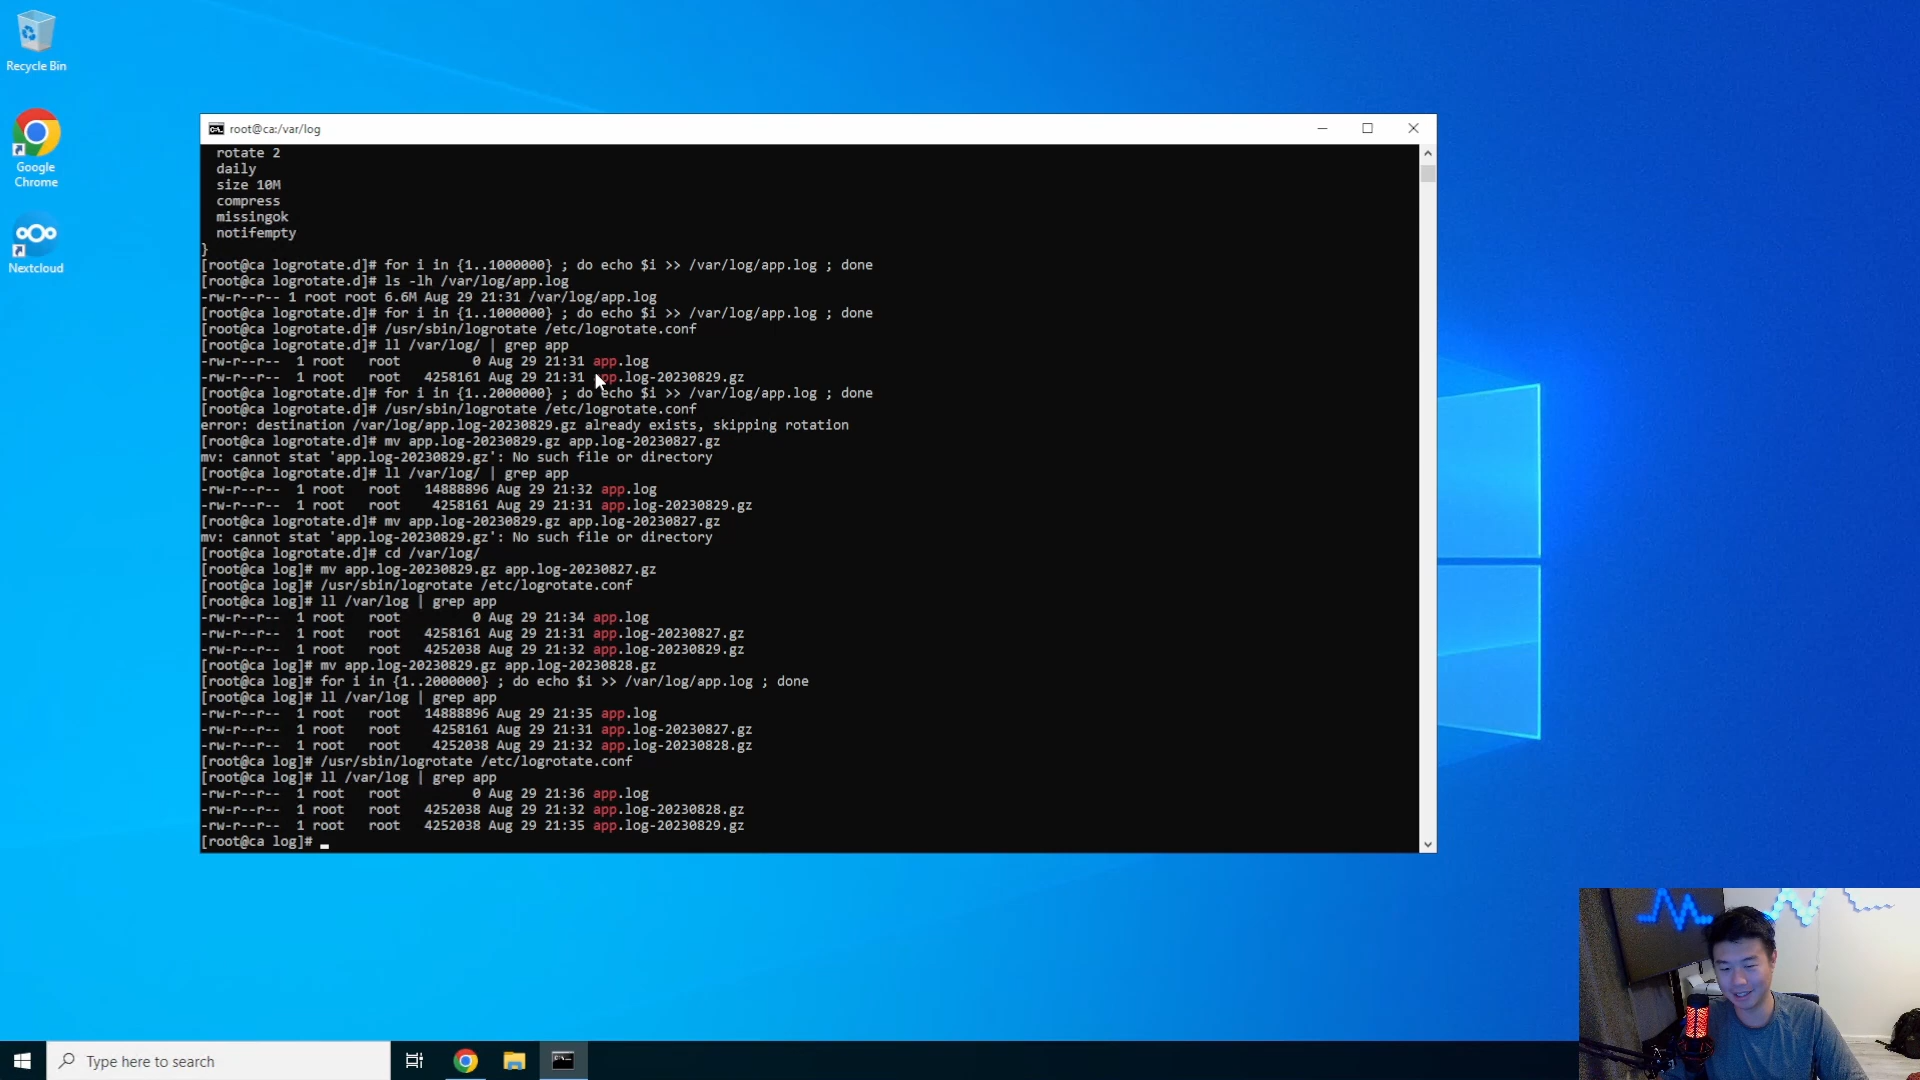 Recycle Bin
Google
Chrome
Nextcloud
root@ca:/var/log
rotate 2
daily
size 10M
compress
missingok
notifempty
}
[root@ca logrotate.d]# for i in {1..1000000} ; do echo $i >> /var/log/app.log ; done
[root@ca logrotate.d]# ls -lh /var/log/app.log
-rw-r--r-- 1 root root 6.6M Aug 29 21:31 /var/log/app.log
[root@ca logrotate.d]# for i in {1..1000000} ; do echo $i >> /var/log/app.log ; done
[root@ca logrotate.d]# /usr/sbin/logrotate /etc/logrotate.conf
[root@ca logrotate.d]# ll /var/log/ | grep app
-rw-r--r-- 1 root root 0 Aug 29 21:31 app.log
-rw-r--r-- 1 root root 4258161 Aug 29 21:31 app.log-20230829.gz
[root@ca logrotate.d]# for i in {1..2000000} ; do echo $i >> /var/log/app.log ; done
[root@ca logrotate.d]# /usr/sbin/logrotate /etc/logrotate.conf
error: destination /var/log/app.log-20230829.gz already exists, skipping rotation
[root@ca logrotate.d]# mv app.log-20230829.gz app.log-20230827.gz
mv: cannot stat 'app.log-20230829.gz': No such file or directory
[root@ca logrotate.d]# ll /var/log/ | grep app
-rw-r--r-- 1 root root 14888896 Aug 29 21:32 app.log
-rw-r--r-- 1 root root 4258161 Aug 29 21:31 app.log-20230829.gz
[root@ca logrotate.d]# mv app.log-20230829.gz app.log-20230827.gz
mv: cannot stat 'app.log-20230829.gz': No such file or directory
[root@ca logrotate.d]# cd /var/log/
[root@ca log]# mv app.log-20230829.gz app.log-20230827.gz
[root@ca log]# /usr/sbin/logrotate /etc/logrotate.conf
[root@ca log]# ll /var/log | grep app
-rw-r--r-- 1 root root 0 Aug 29 21:34 app.log
-rw-r--r-- 1 root root 4258161 Aug 29 21:31 app.log-20230827.gz
-rw-r--r-- 1 root root 4252038 Aug 29 21:32 app.log-20230829.gz
[root@ca log]# mv app.log-20230829.gz app.log-20230828.gz
[root@ca log]# for i in {1..2000000} ; do echo $i >> /var/log/app.log ; done
[root@ca log]# ll /var/log | grep app
-rw-r--r-- 1 root root 14888896 Aug 29 21:35 app.log
-rw-r--r-- 1 root root 4258161 Aug 29 21:31 app.log-20230827.gz
-rw-r--r-- 1 root root 4252038 Aug 29 21:32 app.log-20230828.gz
[root@ca log]# /usr/sbin/logrotate /etc/logrotate.conf
[root@ca log]# ll /var/log | grep app
-rw-r--r-- 1 root root 0 Aug 29 21:36 app.log
-rw-r--r-- 1 root root 4252038 Aug 29 21:32 app.log-20230828.gz
-rw-r--r-- 1 root root 4252038 Aug 29 21:35 app.log-20230829.gz
[root@ca log]#
Type here to search